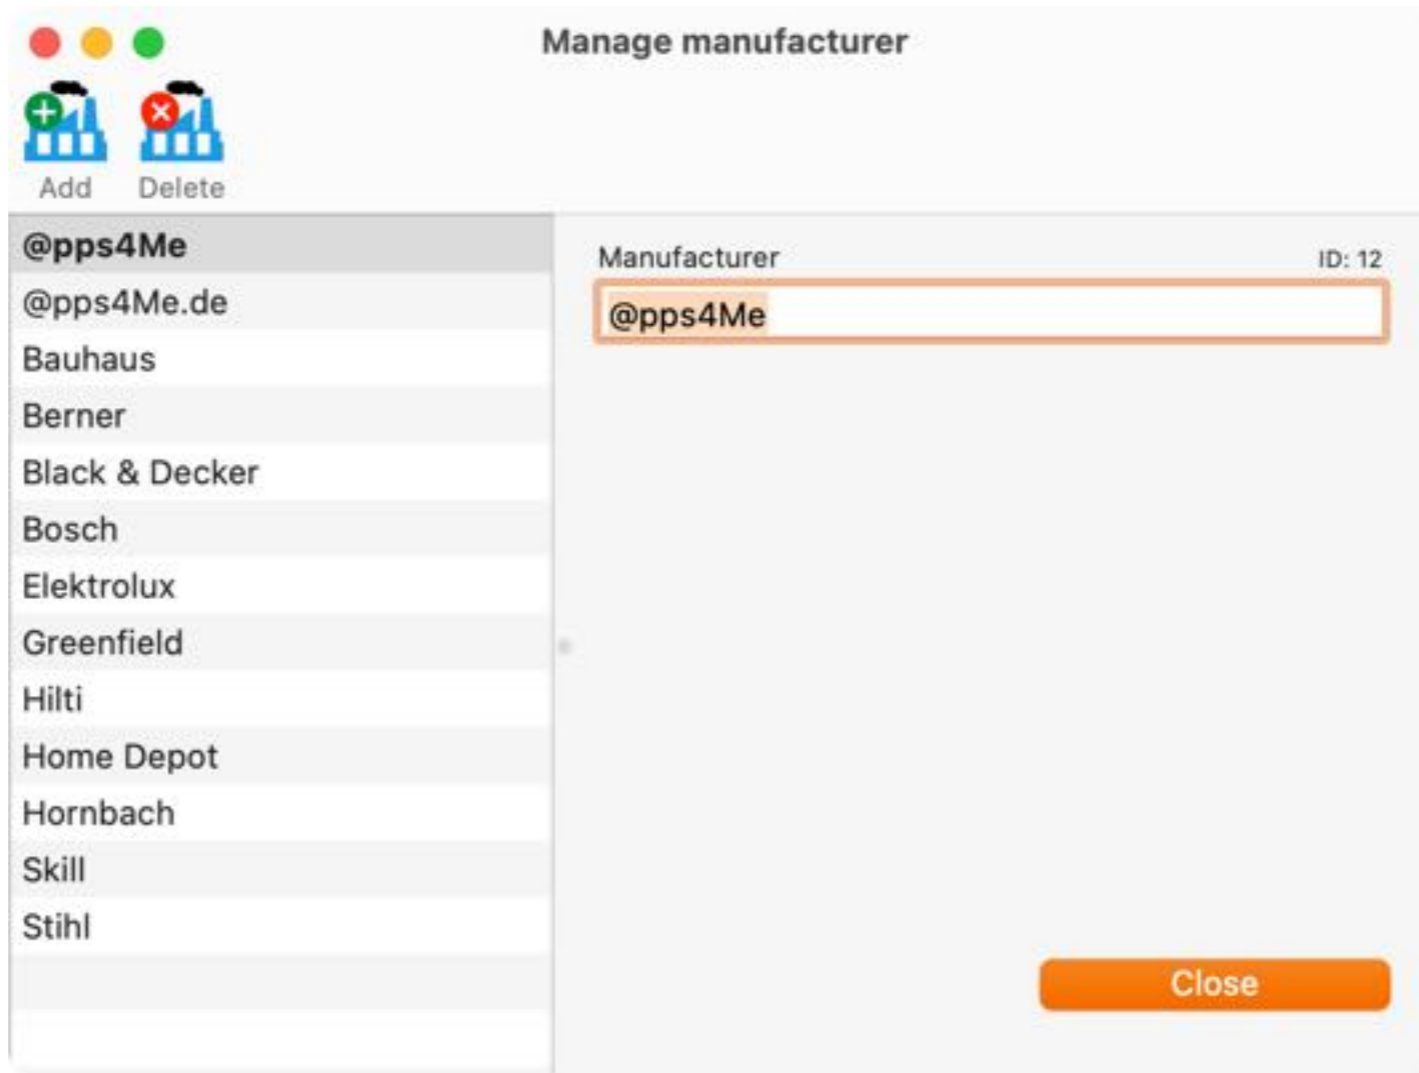 Manage manufacturer
Add Delete
@pps4Me
@pps4Me.de
Bauhaus
Berner
Black & Decker
Bosch
Elektrolux
Greenfield
Hilti
Home Depot
Hornbach
Skill
Stihl
Manufacturer ID: 12
@pps4Me
Close